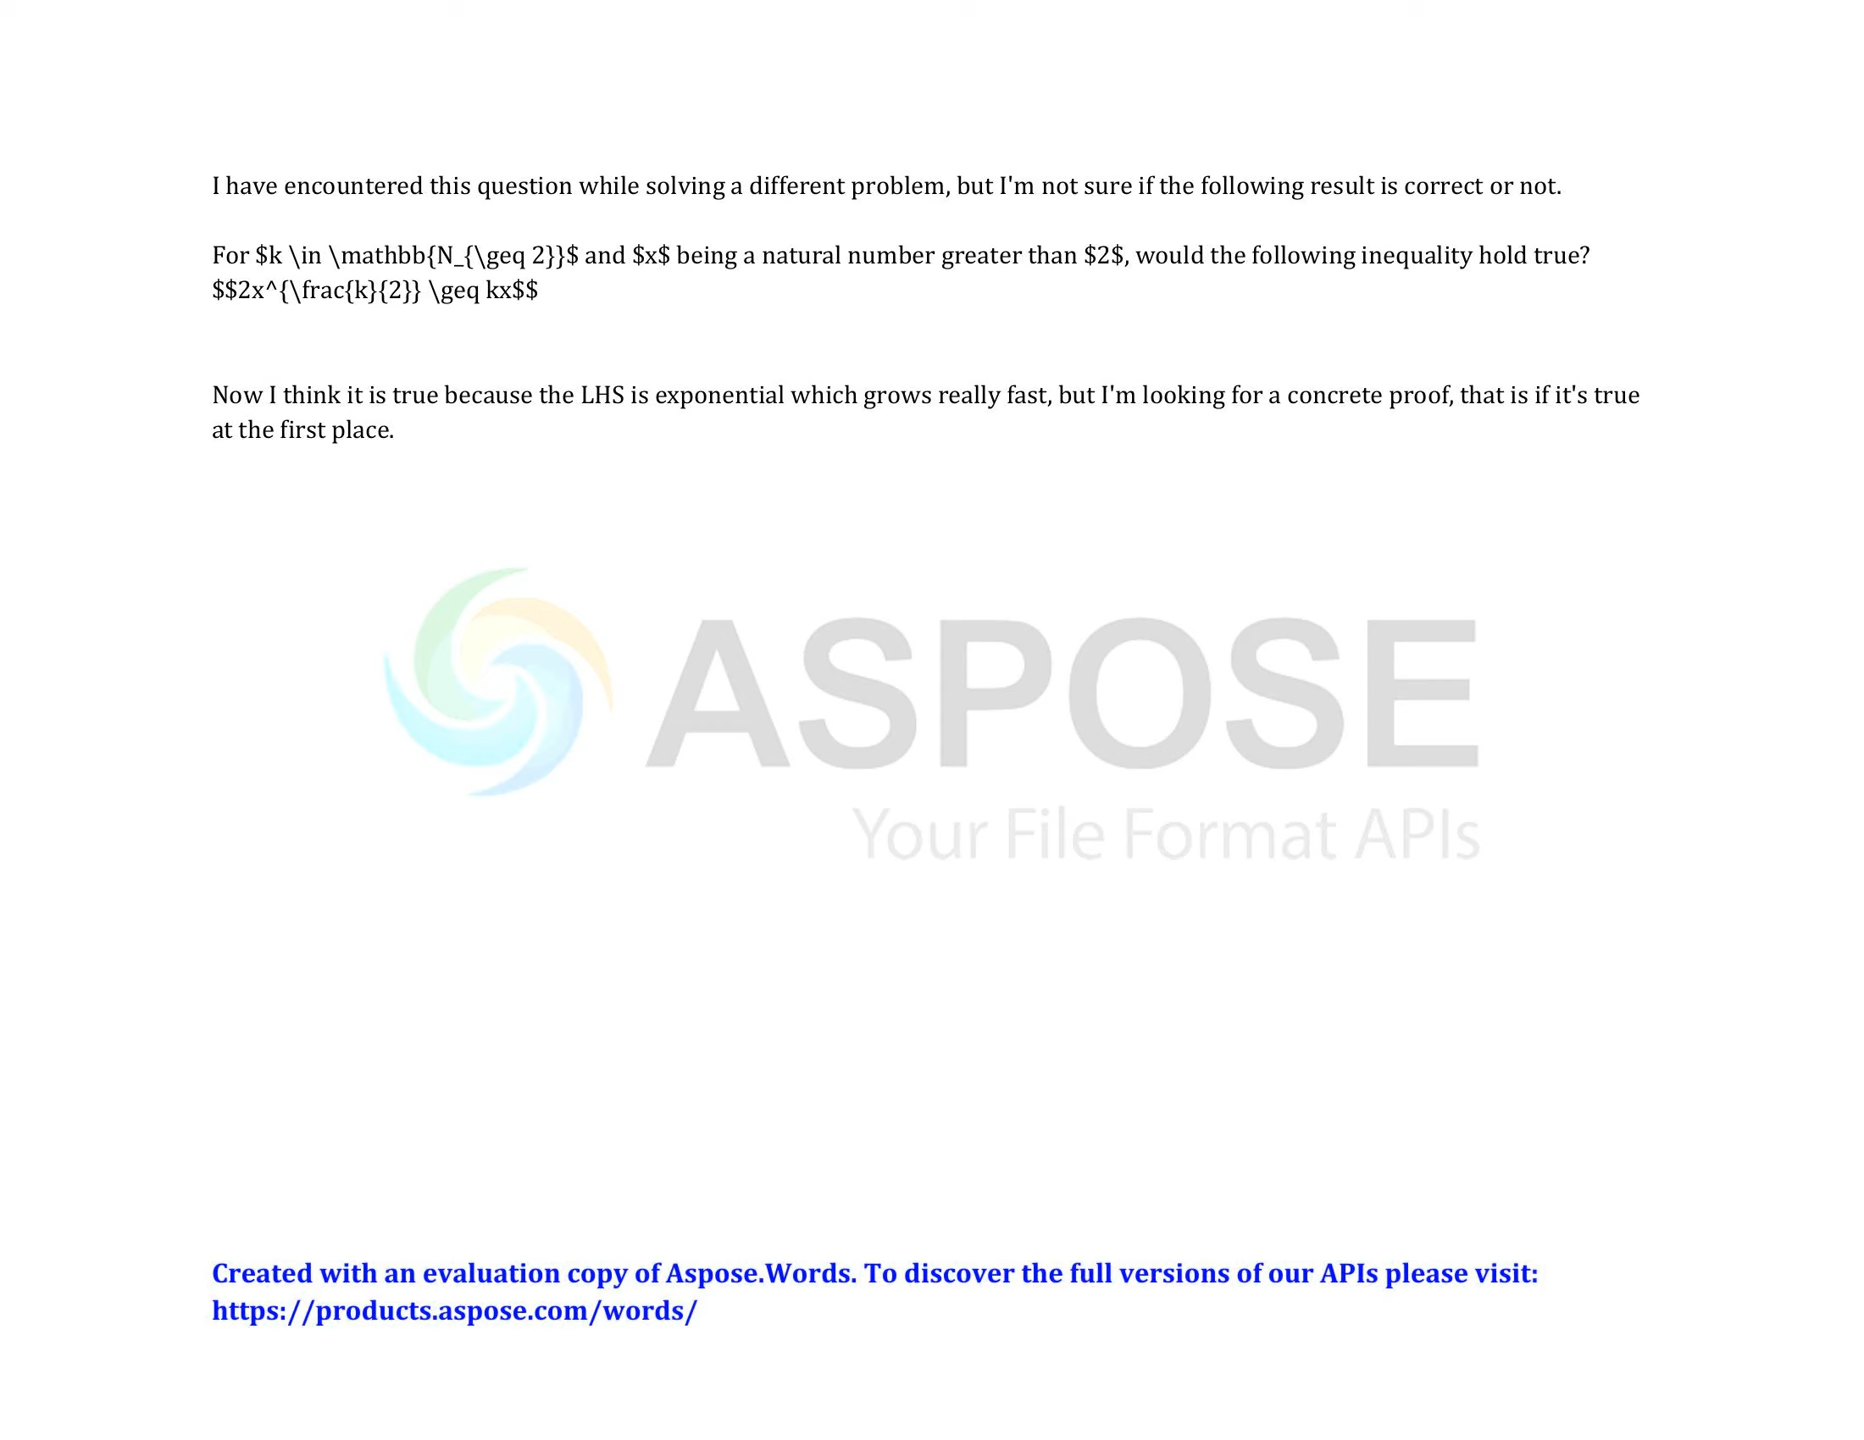 I have encountered this question while solving a different problem, but I'm not sure if the following result is correct or not.
For $k \in \mathbb{N_{\geq 2}}$ and $x$ being a natural number greater than $2$, would the following inequality hold true?
$$2x^{\frac{k}{2}} \geq kx$$
Now I think it is true because the LHS is exponential which grows really fast, but I'm looking for a concrete proof, that is if it's true
at the first place.
ASPOSE
Your File Format APIs
Created with an evaluation copy of Aspose.Words. To discover the full versions of our APIs please visit:
https://products.aspose.com/words/